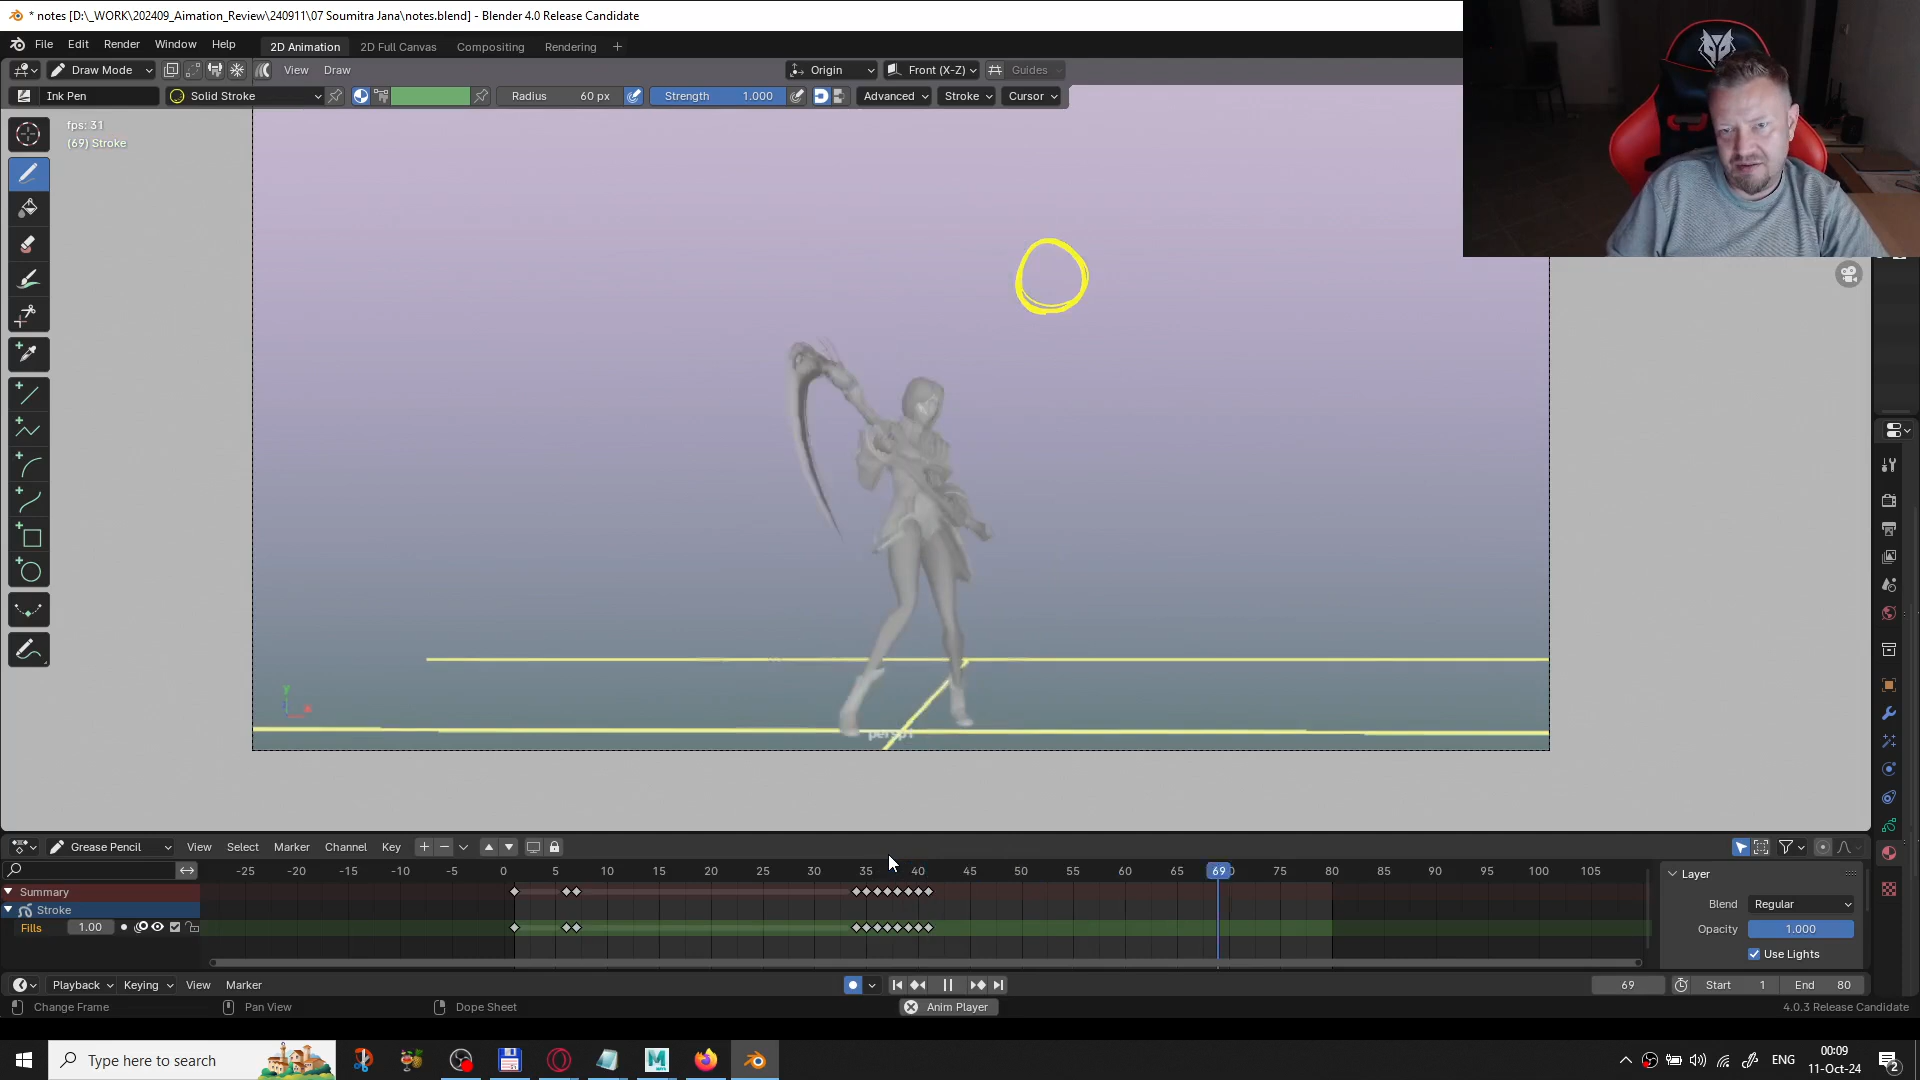 * notes [D:\_WORK\202409_Aimation_Review\240911\07 Soumitra Jana\notes.blend] - Blender 4.0 Release Candidate
File Edit Render Window Help 2D Animation 2D Full Canvas Compositing Rendering +
Draw Mode View Draw Origin Front (X-Z) Guides
Ink Pen Solid Stroke Radius 60 px Strength 1.000 Advanced Stroke Cursor
fps: 31
(69) Stroke
persp1
Grease Pencil View Select Marker Channel Key
-25 -20 -15 -10 -5 0 5 10 15 20 25 30 35 40 45 50 55 60 65 69 75 80 85 90 95 100 105
Layer
Summary
Blend Regular
Stroke
Fills 1.00
Opacity 1.000
Use Lights
Playback Keying View Marker 69 Start 1 End 80
Change Frame Pan View Dope Sheet Anim Player 4.0.3 Release Candidate
Type here to search ENG 00:09 11-Oct-24 2